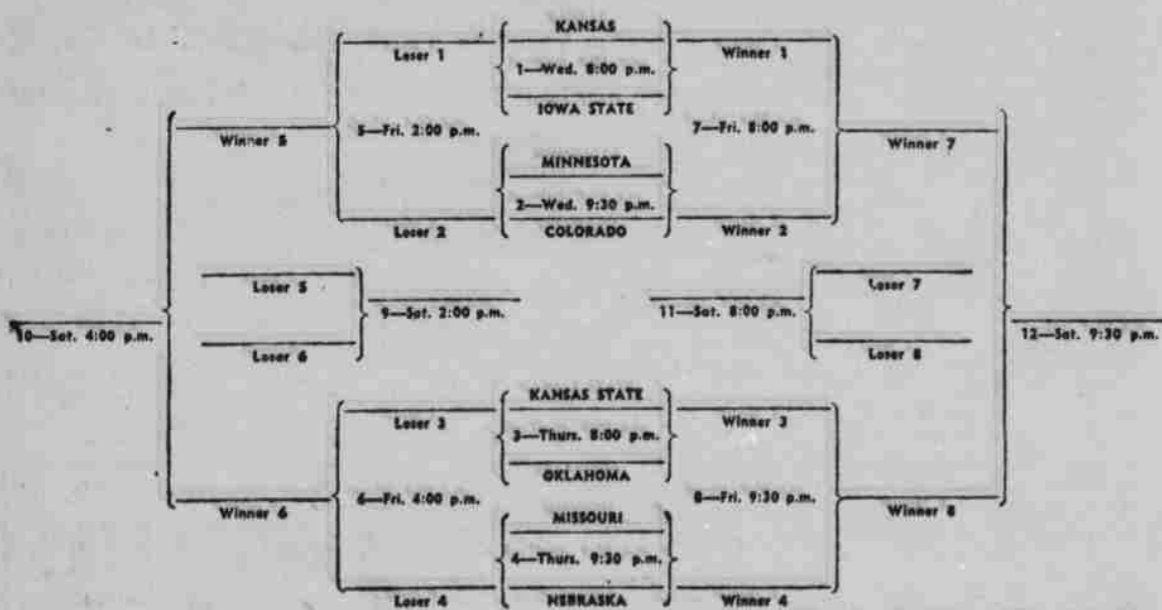 KANSAS
Loser 1
1—Wed. 8:00 p.m.
Winner 1
IOWA STATE
Winner 5
5—Fri. 2:00 p.m.
7—Fri. 8:00 p.m.
Winner 7
MINNESOTA
2—Wed. 9:30 p.m.
Loser 2
COLORADO
Winner 2
Loser 5
Loser 7
10—Sat. 4:00 p.m.
9—Sat. 2:00 p.m.
11—Sat. 8:00 p.m.
12—Sat. 9:30 p.m.
Loser 6
Loser 8
KANSAS STATE
Loser 3
3—Thurs. 8:00 p.m.
Winner 3
OKLAHOMA
Winner 6
6—Fri. 4:00 p.m.
8—Fri. 9:30 p.m.
Winner 8
MISSOURI
4—Thurs. 9:30 p.m.
Loser 4
NEBRASKA
Winner 4